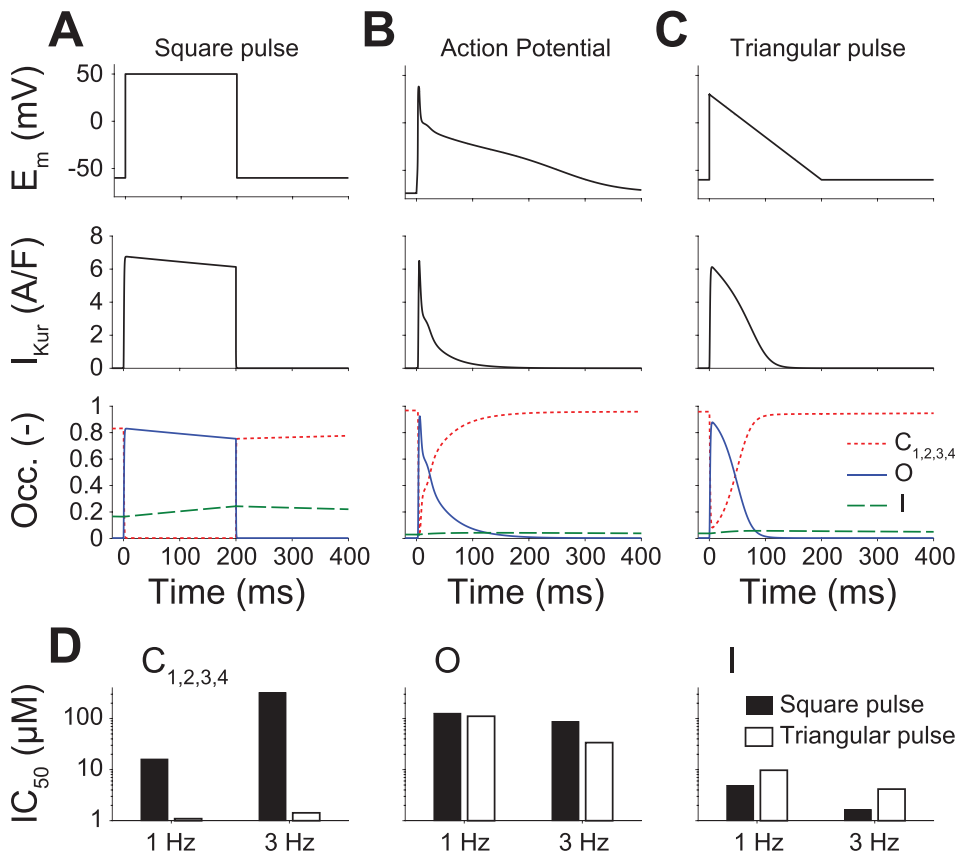 A
Square pulse
B
Action Potential
C
Triangular pulse
E_m (mV)
50
0
-50
I_Kur (A/F)
8
6
4
2
0
Occ. (-)
1
0.8
0.6
0.4
0.2
0
C_1,2,3,4
O
I
0 100 200 300 400
0 100 200 300 400
0 100 200 300 400
Time (ms)
Time (ms)
Time (ms)
D
C_1,2,3,4
O
I
IC_50 (µM)
100
10
1
Square pulse
Triangular pulse
1 Hz 3 Hz
1 Hz 3 Hz
1 Hz 3 Hz